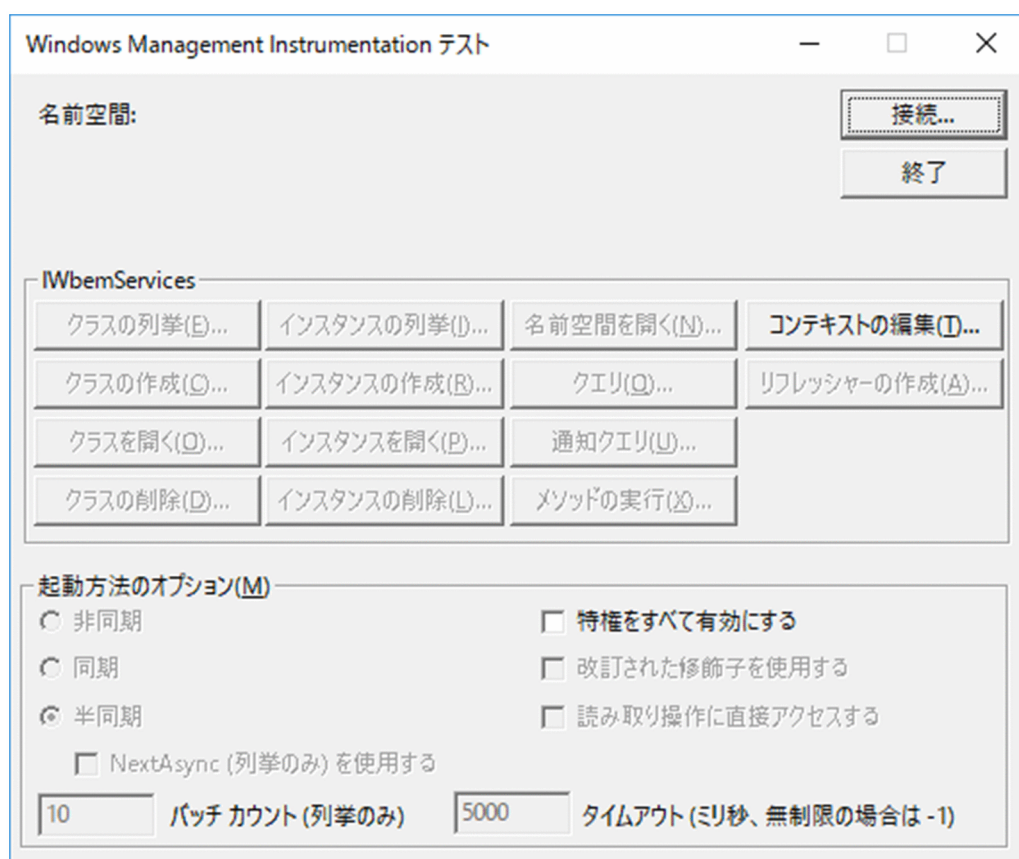 Windows Management Instrumentation テスト
名前空間:
接続...
終了
IWbemServices
クラスの列挙(E)... インスタンスの列挙(I)... 名前空間を開く(N)... コンテキストの編集(T)...
クラスの作成(C)... インスタンスの作成(R)... クエリ(Q)... リフレッシャーの作成(A)...
クラスを開く(O)... インスタンスを開く(P)... 通知クエリ(U)...
クラスの削除(D)... インスタンスの削除(L)... メソッドの実行(X)...
起動方法のオプション(M)
非同期 特権をすべて有効にする
同期 改訂された修飾子を使用する
半同期 読み取り操作に直接アクセスする
NextAsync (列挙のみ) を使用する
10 バッチ カウント (列挙のみ) 5000 タイムアウト (ミリ秒、無制限の場合は -1)